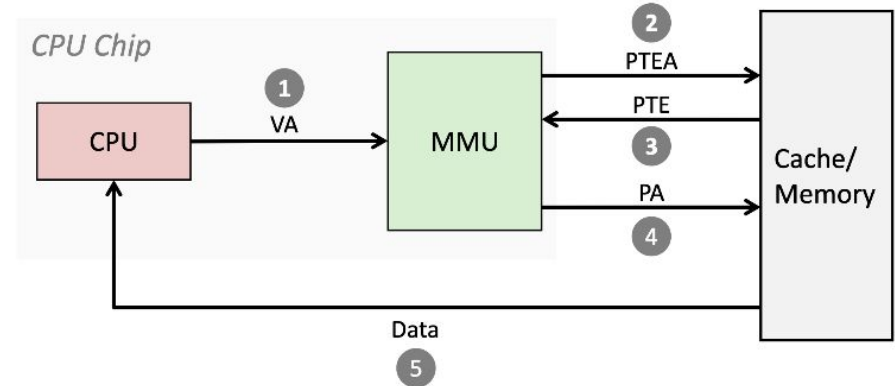 CPU Chip
2
PTEA
1
VA
PTE
3
CPU
MMU
Cache/
Memory
PA
4
Data
5